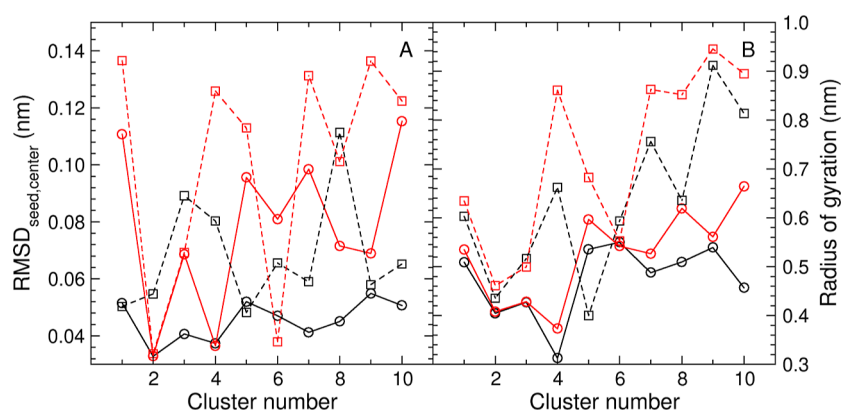 A
B
RMSD seed,center (nm)
0.14
0.12
0.10
0.08
0.06
0.04
2 4 6 8 10
Cluster number
2 4 6 8 10
Cluster number
1.0
0.9
0.8
0.7
0.6
0.5
0.4
0.3
Radius of gyration (nm)